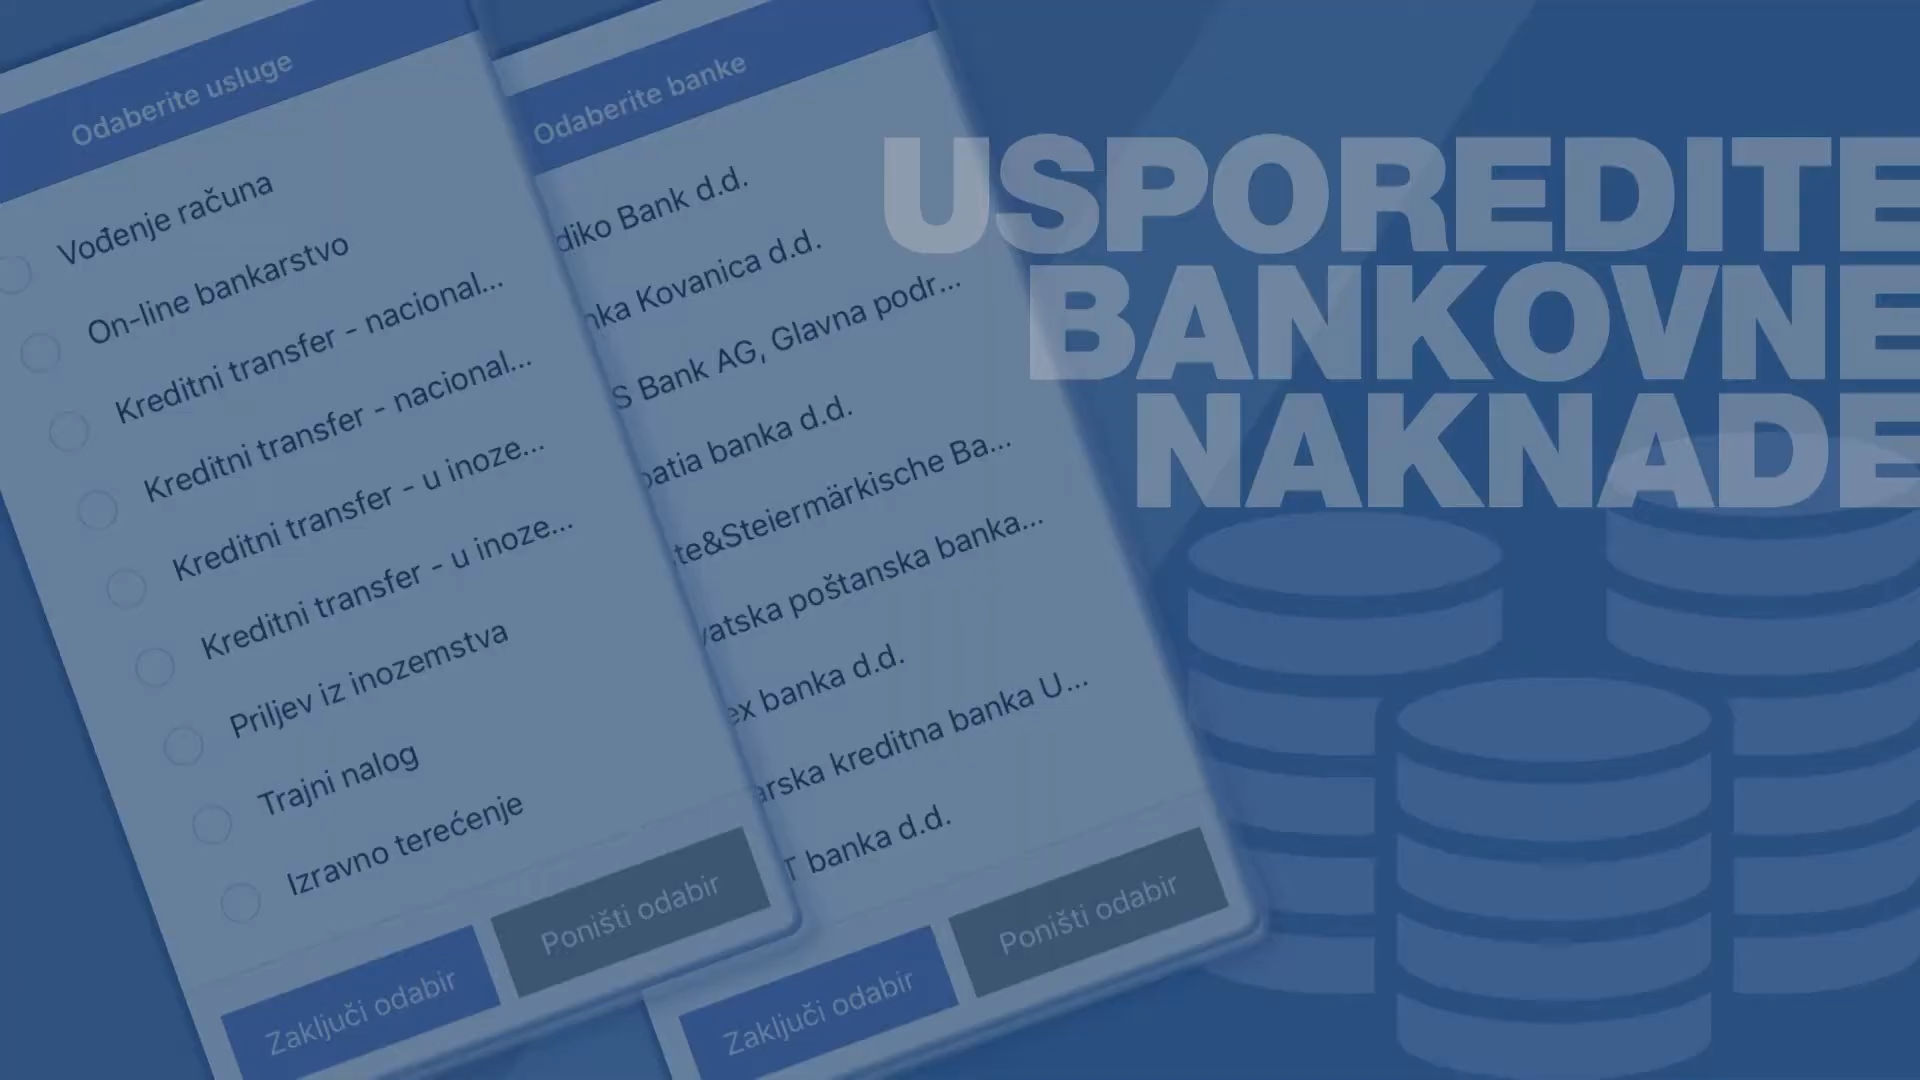 Odaberite usluge
Vođenje računa
On-line bankarstvo
Kreditni transfer - nacional...
Kreditni transfer - nacional...
Kreditni transfer - u inoze...
Kreditni transfer - u inoze...
Priljev iz inozemstva
Trajni nalog
Izravno terećenje
Zaključi odabir
Poništi odabir
Odaberite banke
diko Bank d.d.
nka Kovanica d.d.
S Bank AG, Glavna podr...
oatia banka d.d.
te&Steiermärkische Ba...
vatska poštanska banka...
ex banka d.d.
arska kreditna banka U...
T banka d.d.
Zaključi odabir
Poništi odabir
USPOREDITE
BANKOVNE
NAKNADE